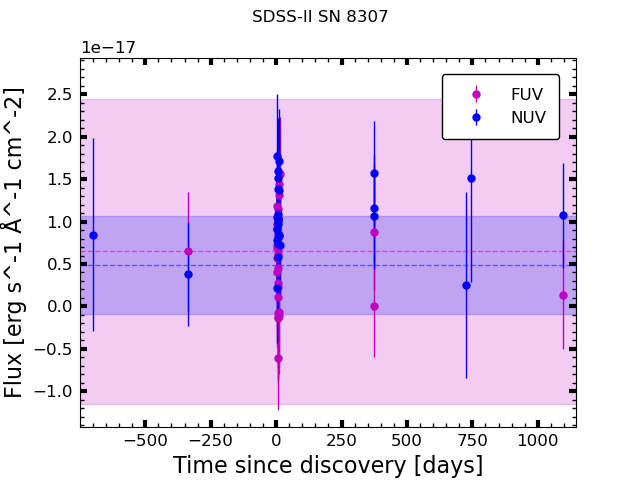 SDSS-II SN 8307
1e−17
FUV
NUV
2.5
2.0
1.5
1.0
0.5
0.0
−0.5
−1.0
Flux [erg s^-1 Å^-1 cm^-2]
−500
−250
0
250
500
750
1000
Time since discovery [days]